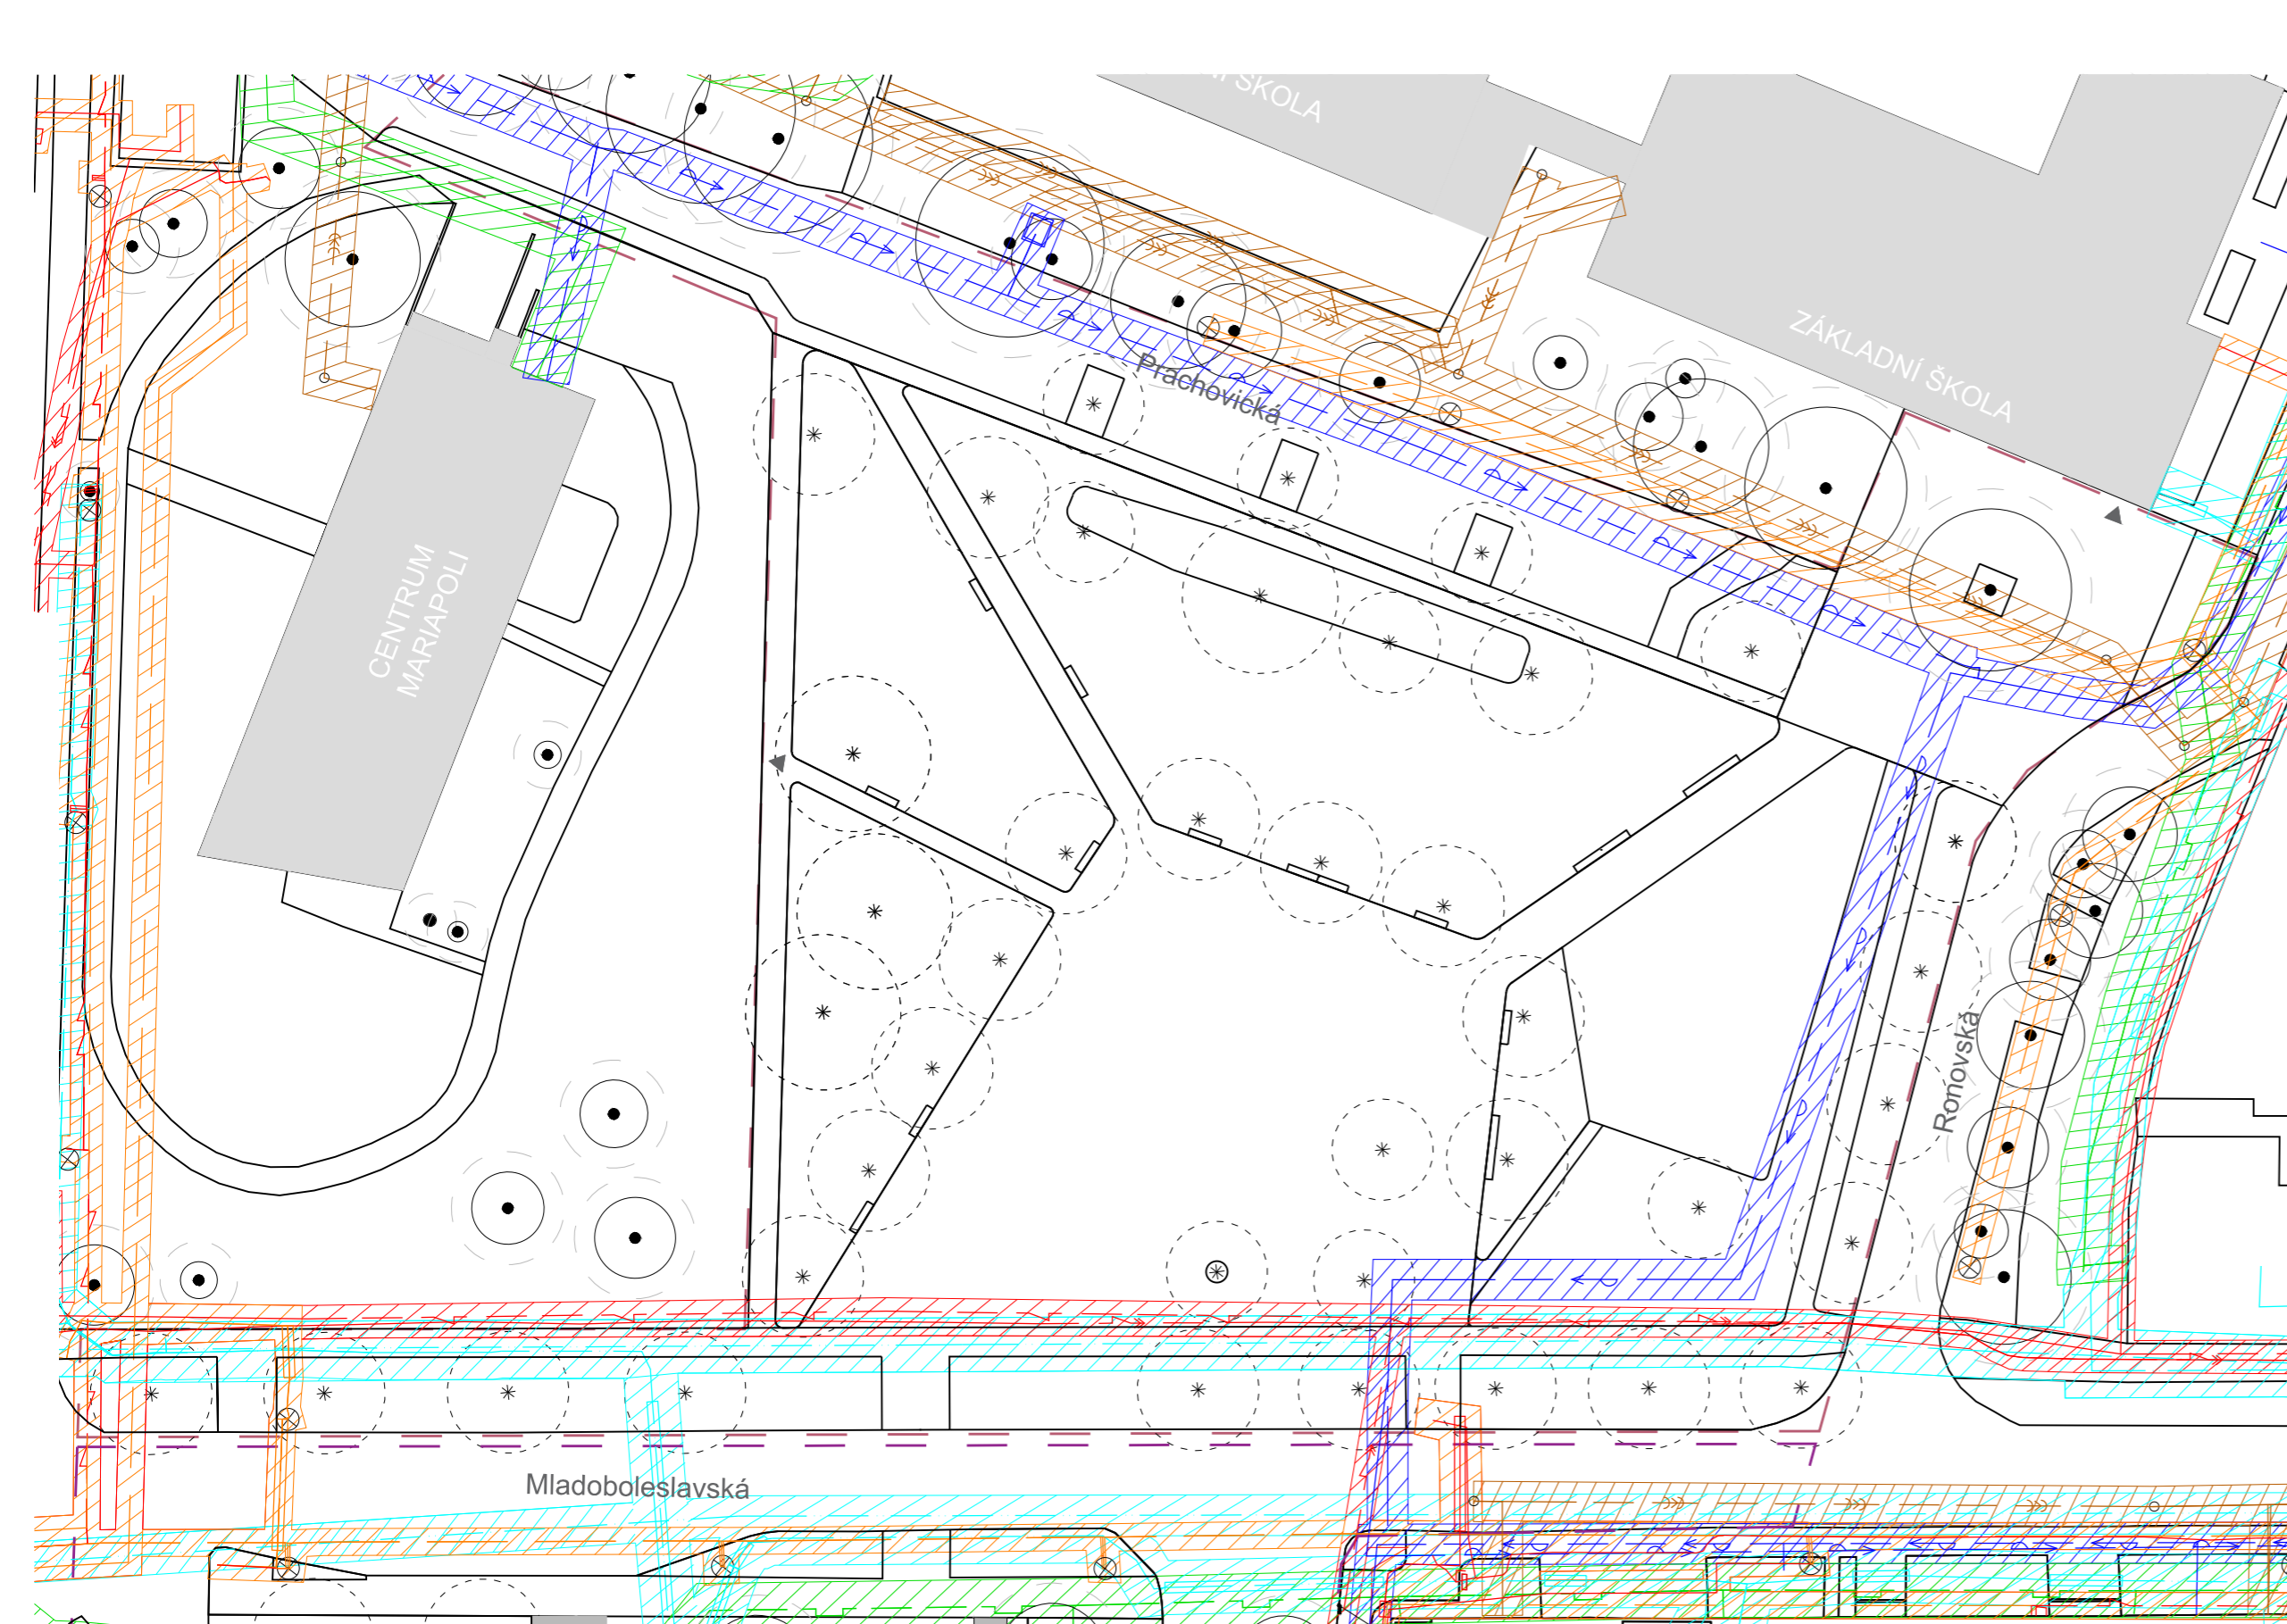 ŠKOLA
ZÁKLADNÍ ŠKOLA
Prachovická
CENTRUM
MARIAPOLI
Ronovská
Mladoboleslavská